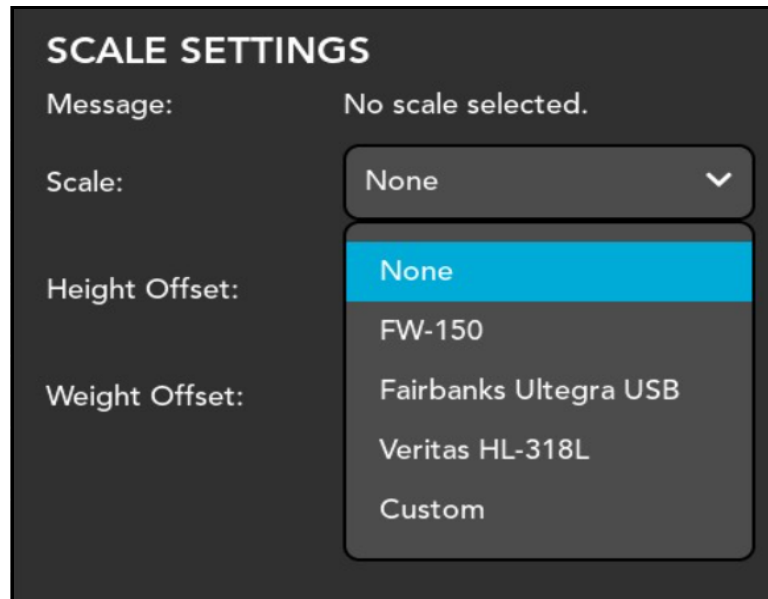 SCALE SETTINGS
Message: No scale selected.
Scale: None
None
Height Offset:
FW-150
Fairbanks Ultegra USB
Weight Offset:
Veritas HL-318L
Custom